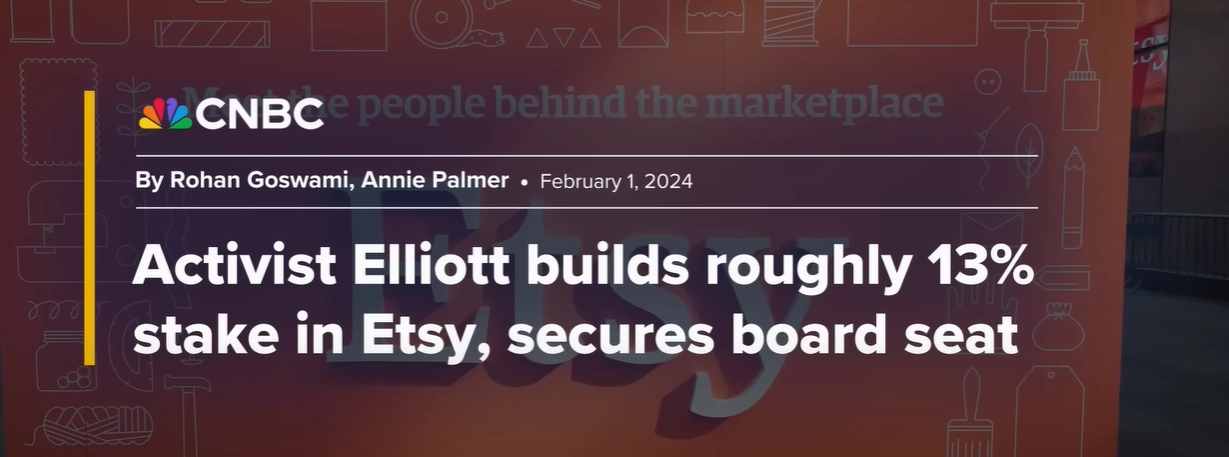 Meet the people behind the marketplace
CNBC
By Rohan Goswami, Annie Palmer • February 1, 2024
Activist Elliott builds roughly 13%
stake in Etsy, secures board seat
Etsy
tsy